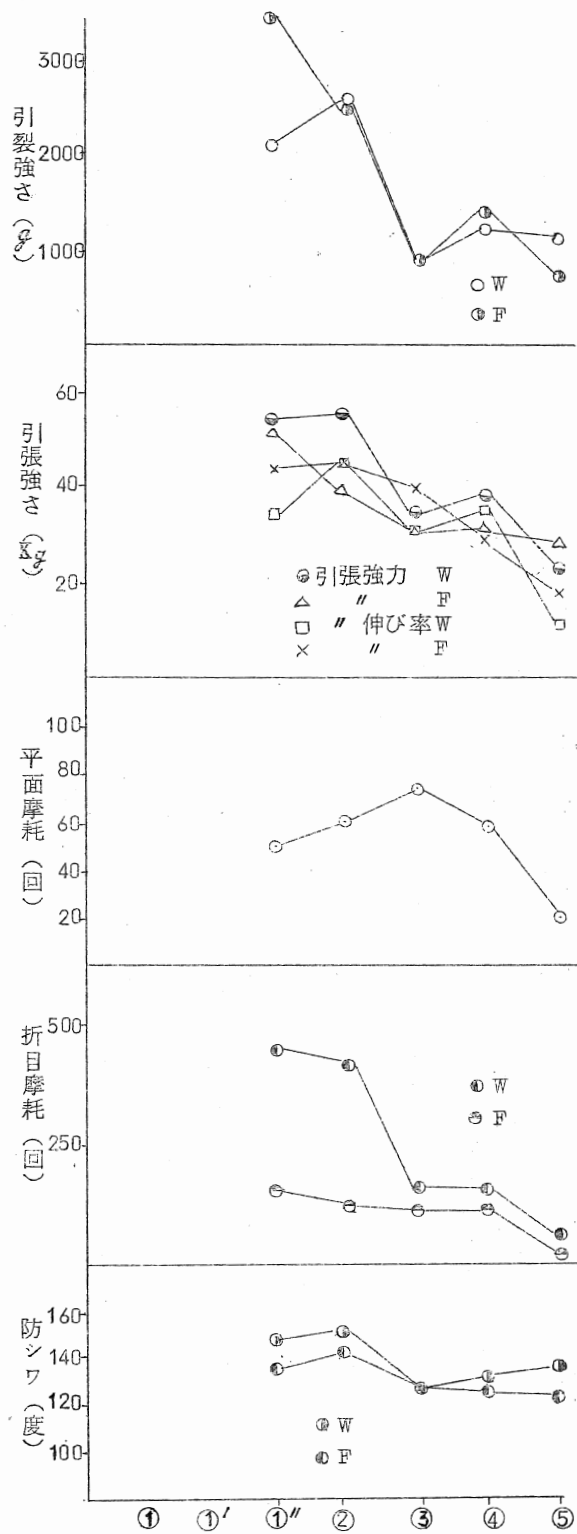 引裂強さ(g)
3000
2000
1000
○ W
◑ F
引張強さ(Kg)
60
40
20
引張強力 W
△ 〃 F
□ 〃 伸び率 W
× 〃 F
平面摩耗(回)
100
80
60
40
20
折目摩耗(回)
500
250
W
F
防シワ(度)
160
140
120
100
W
F
① ①′ ①″ ② ③ ④ ⑤